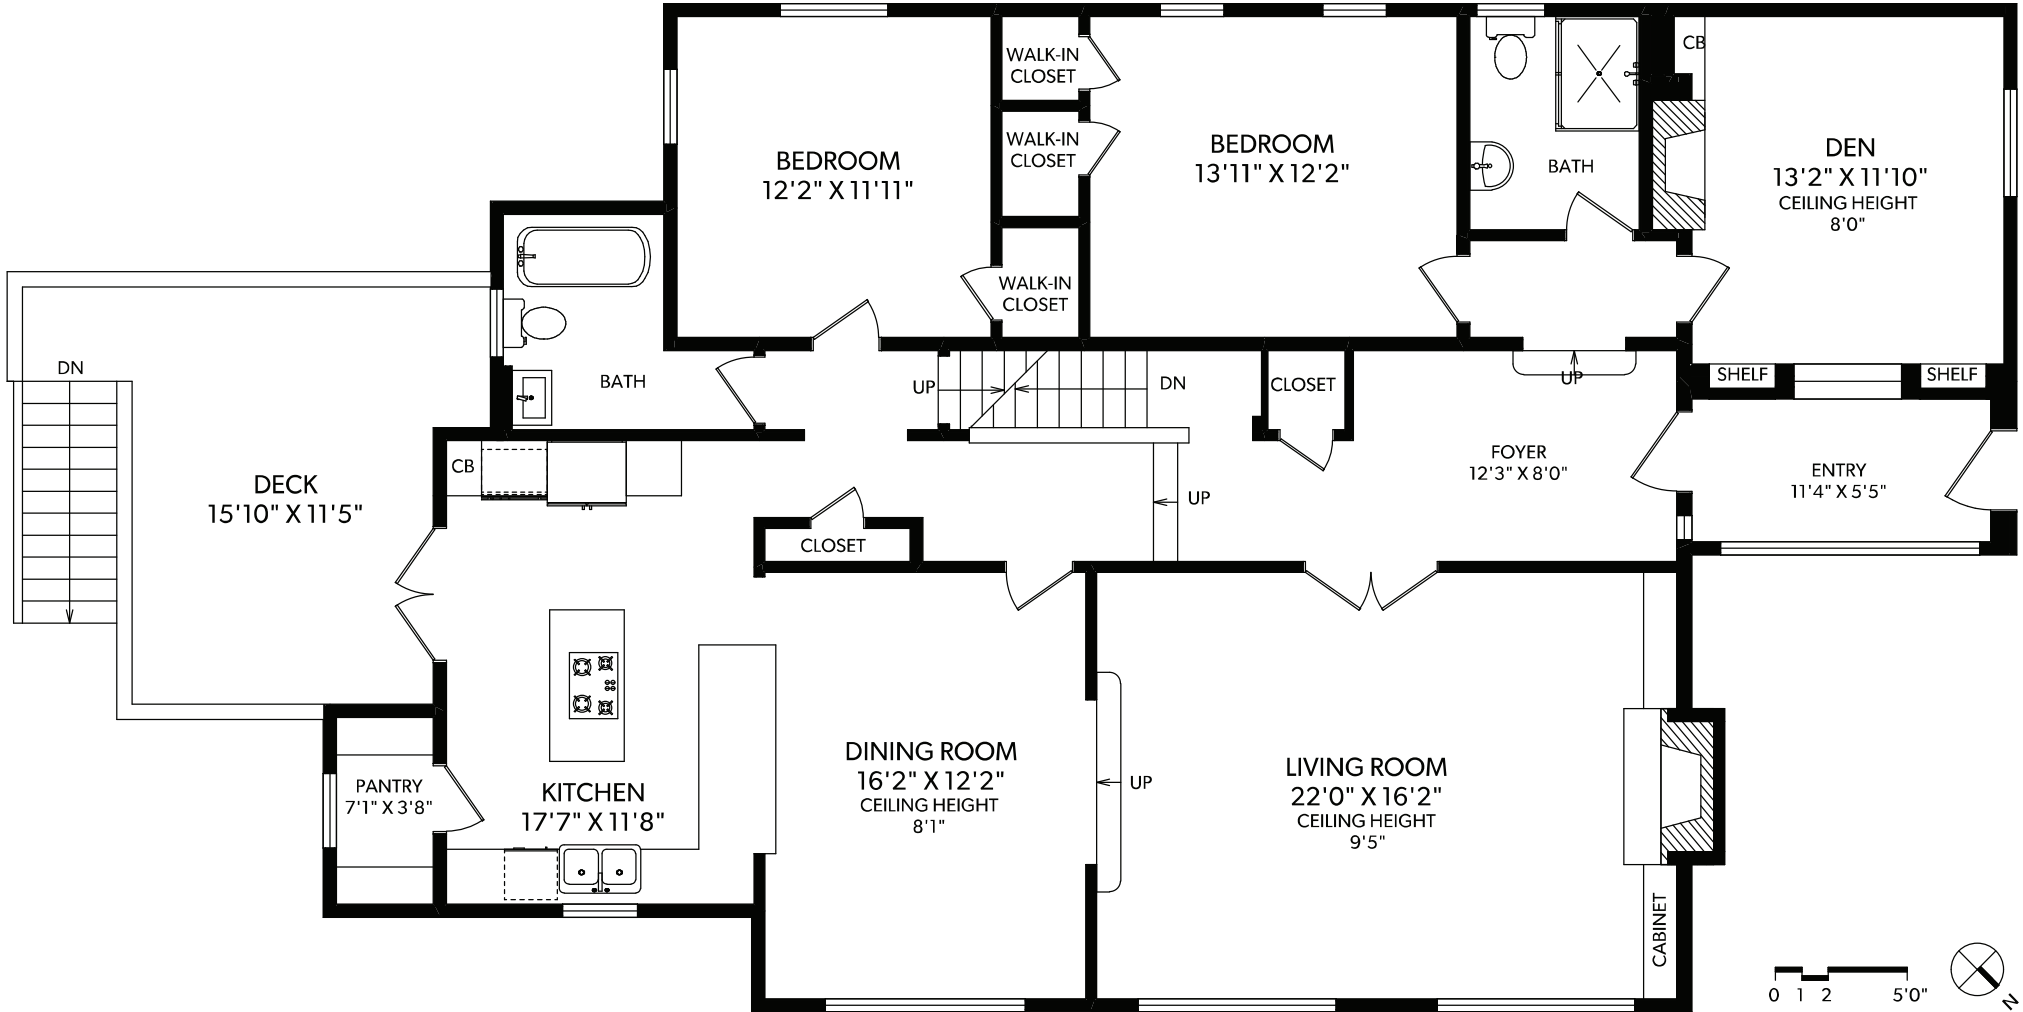 WALK-IN
CLOSET
CB
WALK-IN
CLOSET
BEDROOM
12'2" X 11'11"
BEDROOM
13'11" X 12'2"
BATH
DEN
13'2" X 11'10"
CEILING HEIGHT
8'0"
WALK-IN
CLOSET
DN
BATH
UP
DN
CLOSET
UP
SHELF
SHELF
DECK
15'10" X 11'5"
CB
FOYER
12'3" X 8'0"
ENTRY
11'4" X 5'5"
UP
CLOSET
PANTRY
7'1" X 3'8"
KITCHEN
17'7" X 11'8"
DINING ROOM
16'2" X 12'2"
CEILING HEIGHT
8'1"
UP
LIVING ROOM
22'0" X 16'2"
CEILING HEIGHT
9'5"
CABINET
0 1 2 5'0"
N